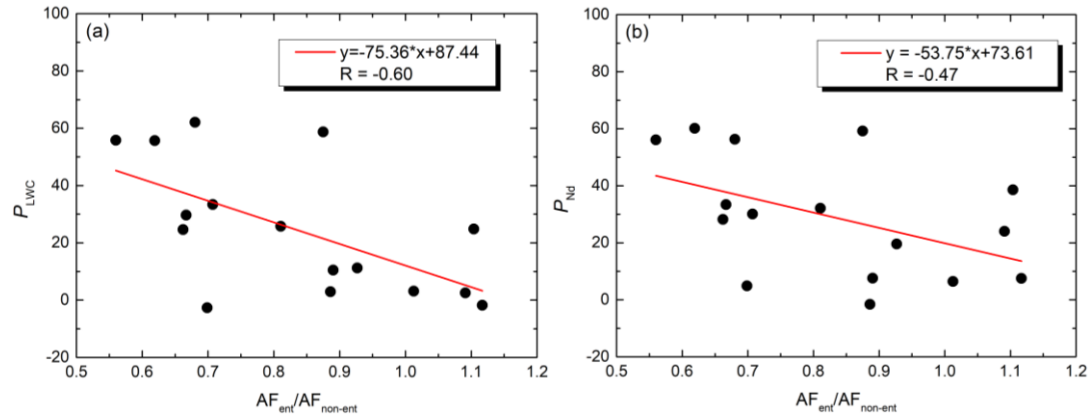 (a)
y=-75.36*x+87.44
R = -0.60
100
80
60
40
20
0
-20
P_LWC
0.5 0.6 0.7 0.8 0.9 1.0 1.1 1.2
AF_ent/AF_non-ent
(b)
y = -53.75*x+73.61
R = -0.47
100
80
60
40
20
0
-20
P_Nd
0.5 0.6 0.7 0.8 0.9 1.0 1.1 1.2
AF_ent/AF_non-ent